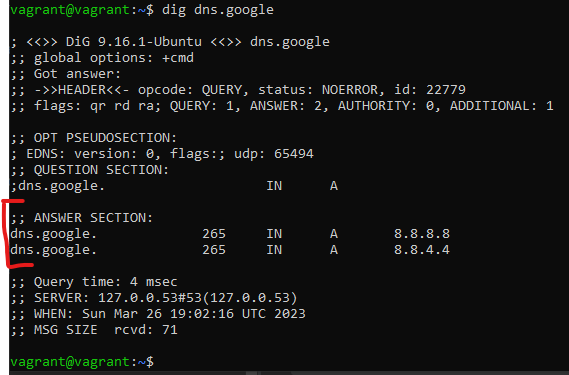 vagrant@vagrant:~$ dig dns.google
; <<>> DiG 9.16.1-Ubuntu <<>> dns.google
;; global options: +cmd
;; Got answer:
;; ->>HEADER<<- opcode: QUERY, status: NOERROR, id: 22779
;; flags: qr rd ra; QUERY: 1, ANSWER: 2, AUTHORITY: 0, ADDITIONAL: 1
;; OPT PSEUDOSECTION:
; EDNS: version: 0, flags:; udp: 65494
;; QUESTION SECTION:
;dns.google. IN A
;; ANSWER SECTION:
dns.google. 265 IN A 8.8.8.8
dns.google. 265 IN A 8.8.4.4
;; Query time: 4 msec
;; SERVER: 127.0.0.53#53(127.0.0.53)
;; WHEN: Sun Mar 26 19:02:16 UTC 2023
;; MSG SIZE rcvd: 71
vagrant@vagrant:~$